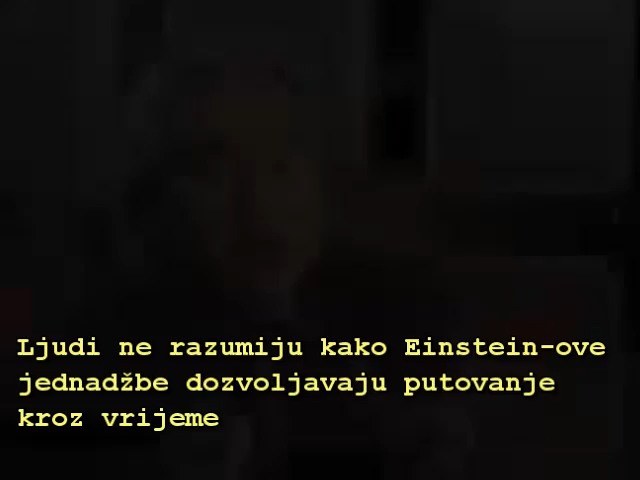 Ljudi ne razumiju kako Einstein-ove
jednadžbe dozvoljavaju putovanje
kroz vrijeme